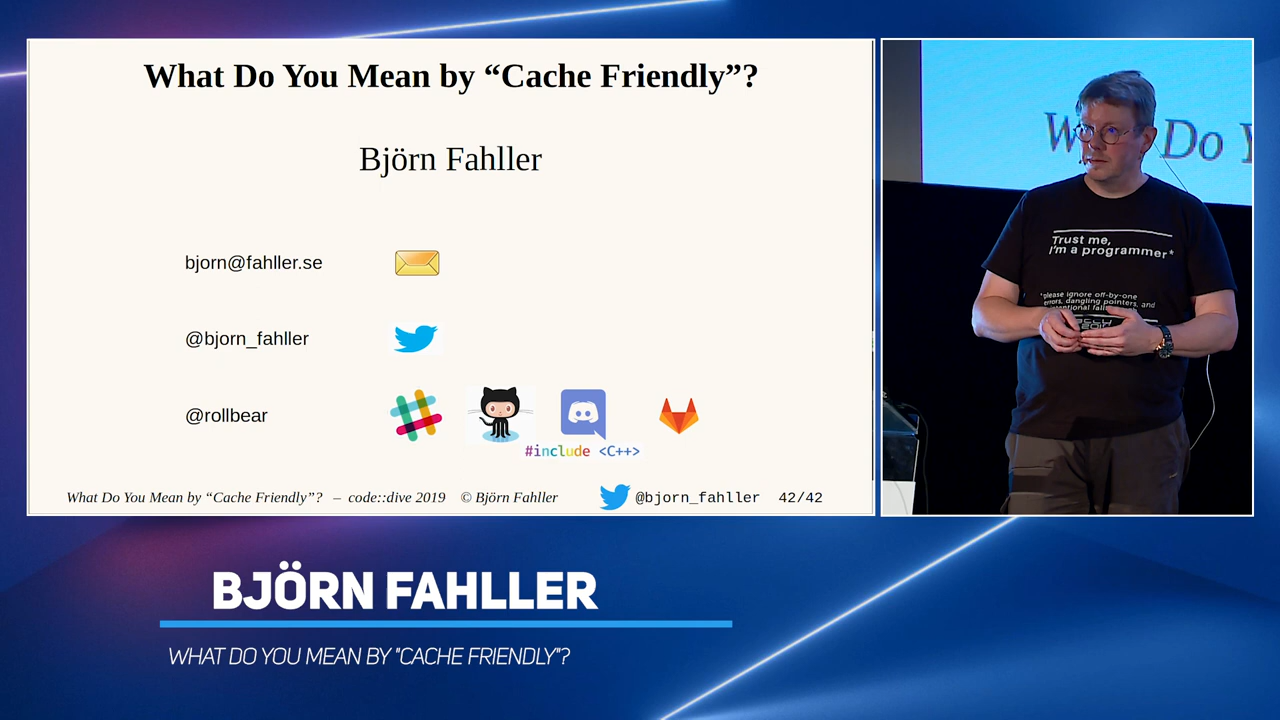 What Do You Mean by “Cache Friendly”?
Björn Fahller
bjorn@fahller.se
@bjorn_fahller
@rollbear
#include <C++>
What Do You Mean by “Cache Friendly”? – code::dive 2019 © Björn Fahller @bjorn_fahller 42/42
Do Y
Trust me,
I'm a programmer*
*please ignore off-by-one
errors, dangling pointers, and
BJÖRN FAHLLER
WHAT DO YOU MEAN BY "CACHE FRIENDLY"?